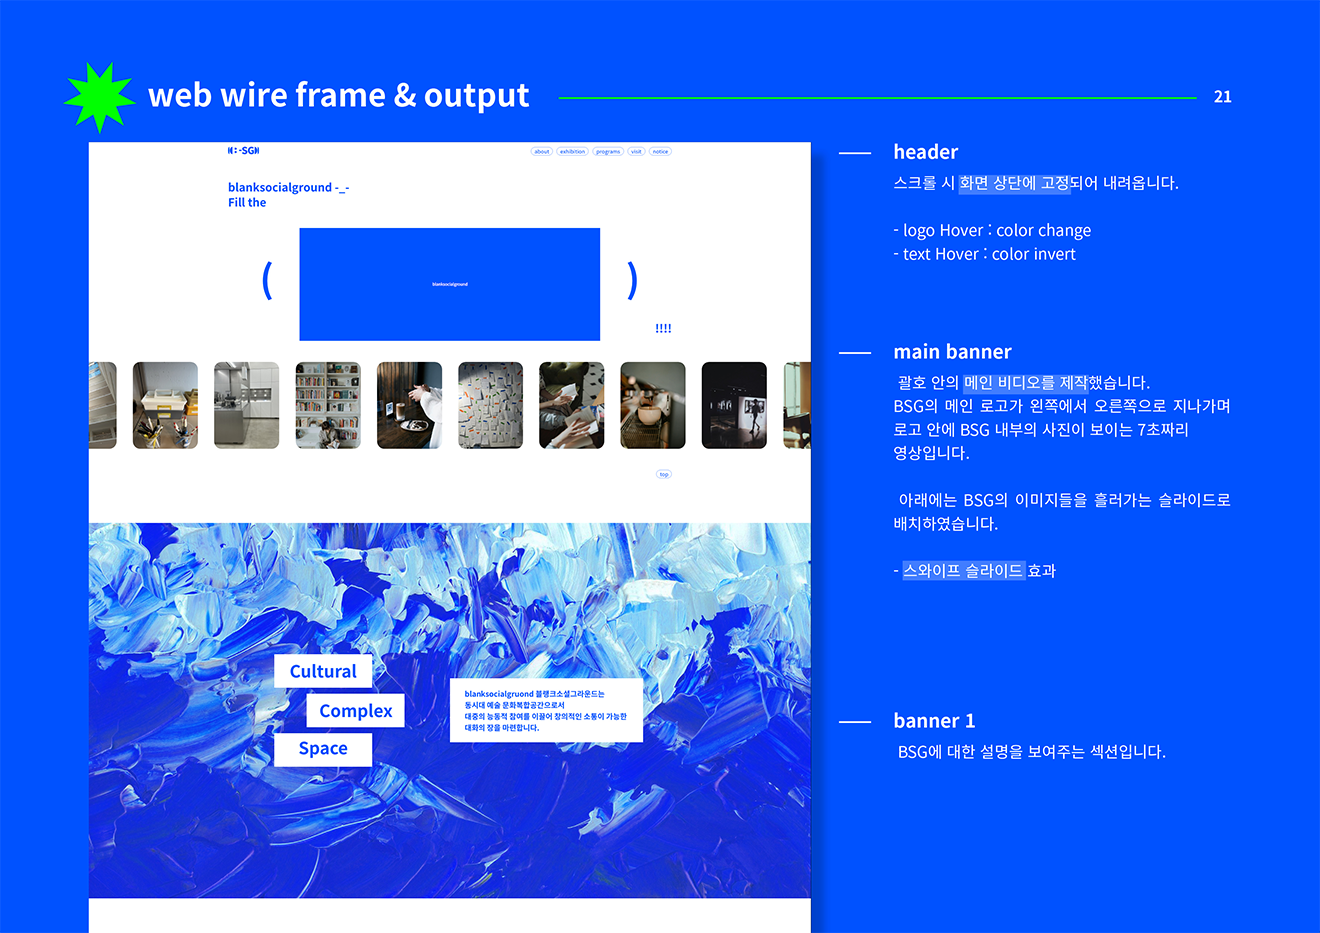 web wire frame & output
21
about
exhibition
programs
visit
notice
blanksocialground -_-
Fill the
(
blanksocialground
)
!!!!
top
Cultural
Complex
Space
blanksocialgruond 블랭크소셜그라운드는
동시대 예술 문화복합공간으로서
대중의 능동적 참여를 이끌어 창의적인 소통이 가능한
대화의 장을 마련합니다.
header
스크롤 시 화면 상단에 고정되어 내려옵니다.
- logo Hover : color change
- text Hover : color invert
main banner
괄호 안의 메인 비디오를 제작했습니다.
BSG의 메인 로고가 왼쪽에서 오른쪽으로 지나가며
로고 안에 BSG 내부의 사진이 보이는 7초짜리
영상입니다.
아래에는 BSG의 이미지들을 흘러가는 슬라이드로
배치하였습니다.
- 스와이프 슬라이드 효과
banner 1
BSG에 대한 설명을 보여주는 섹션입니다.